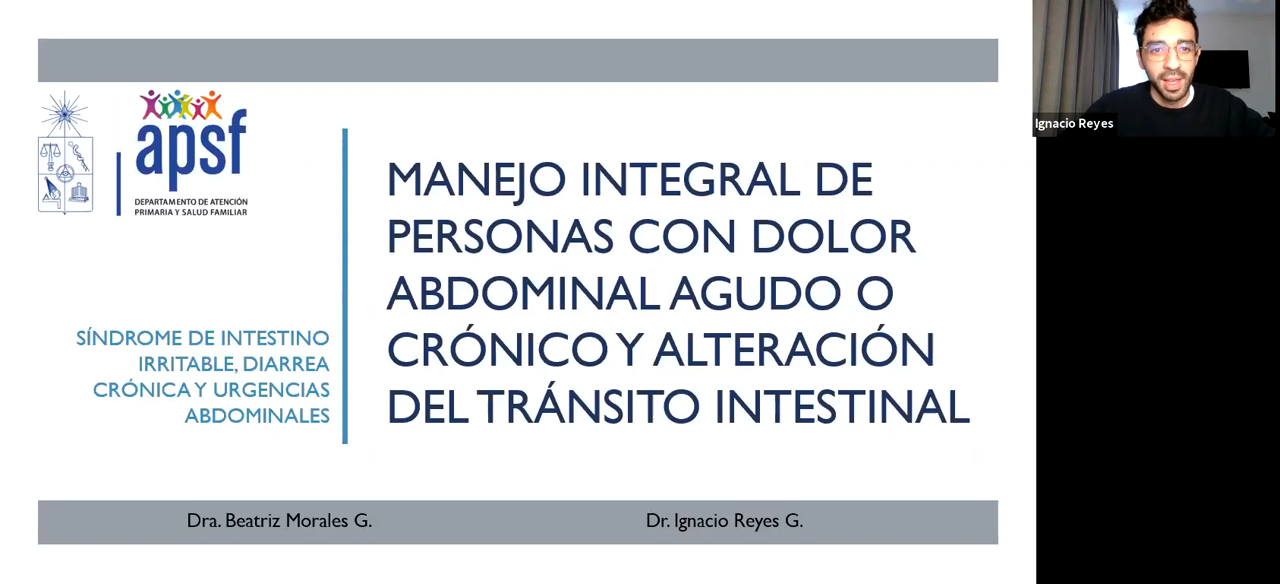 apsf
DEPARTAMENTO DE ATENCIÓN
PRIMARIA Y SALUD FAMILIAR
SÍNDROME DE INTESTINO
IRRITABLE, DIARREA
CRÓNICA Y URGENCIAS
ABDOMINALES
MANEJO INTEGRAL DE
PERSONAS CON DOLOR
ABDOMINAL AGUDO O
CRÓNICO Y ALTERACIÓN
DEL TRÁNSITO INTESTINAL
Dra. Beatriz Morales G.
Dr. Ignacio Reyes G.
Ignacio Reyes